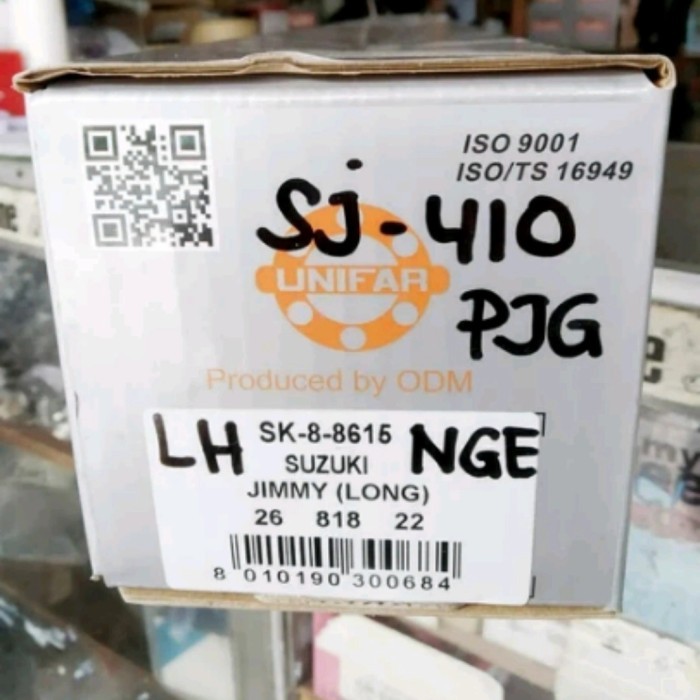 ISO 9001
ISO/TS 16949
SJ-410
UNIFAR
PJG
Produced by ODM
LH SK-8-8615 NGE
SUZUKI
JIMMY (LONG)
26 818 22
8 010190 300684